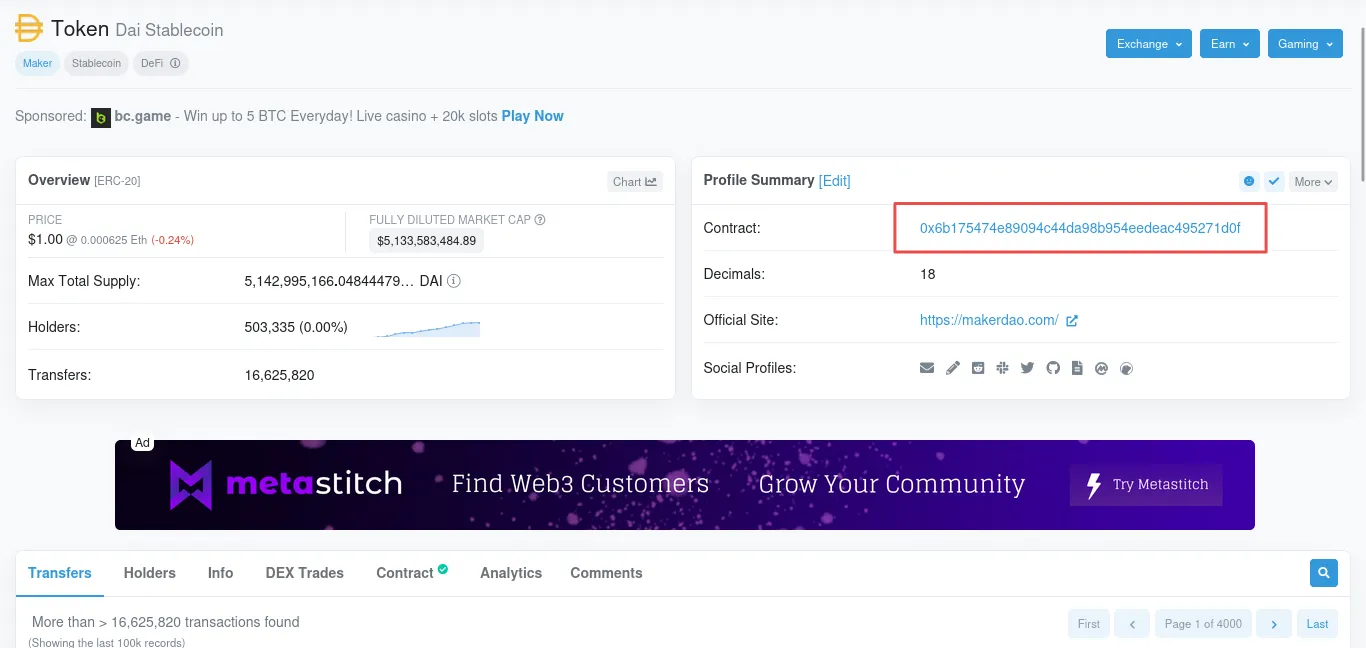 Token Dai Stablecoin
Maker Stablecoin DeFi
Exchange Earn Gaming
Sponsored: bc.game - Win up to 5 BTC Everyday! Live casino + 20k slots Play Now
Overview [ERC-20] Chart
PRICE
$1.00 @ 0.000625 Eth (-0.24%)
FULLY DILUTED MARKET CAP
$5,133,583,484.89
Max Total Supply: 5,142,995,166.04844479... DAI
Holders: 503,335 (0.00%)
Transfers: 16,625,820
Profile Summary [Edit] More
Contract: 0x6b175474e89094c44da98b954eedeac495271d0f
Decimals: 18
Official Site: https://makerdao.com/
Social Profiles:
Ad
metastitch Find Web3 Customers Grow Your Community Try Metastitch
Transfers Holders Info DEX Trades Contract Analytics Comments
More than > 16,625,820 transactions found
(Showing the last 100k records)
First Page 1 of 4000 Last